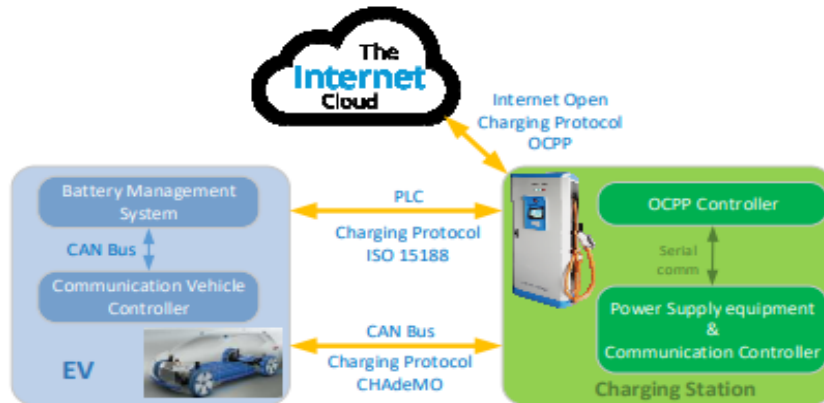 The
Internet
Cloud
Internet Open
Charging Protocol
OCPP
Battery Management
System
CAN Bus
Communication Vehicle
Controller
EV
PLC
Charging Protocol
ISO 15188
CAN Bus
Charging Protocol
CHAdeMO
OCPP Controller
Serial
comm
Power Supply equipment
&
Communication Controller
Charging Station